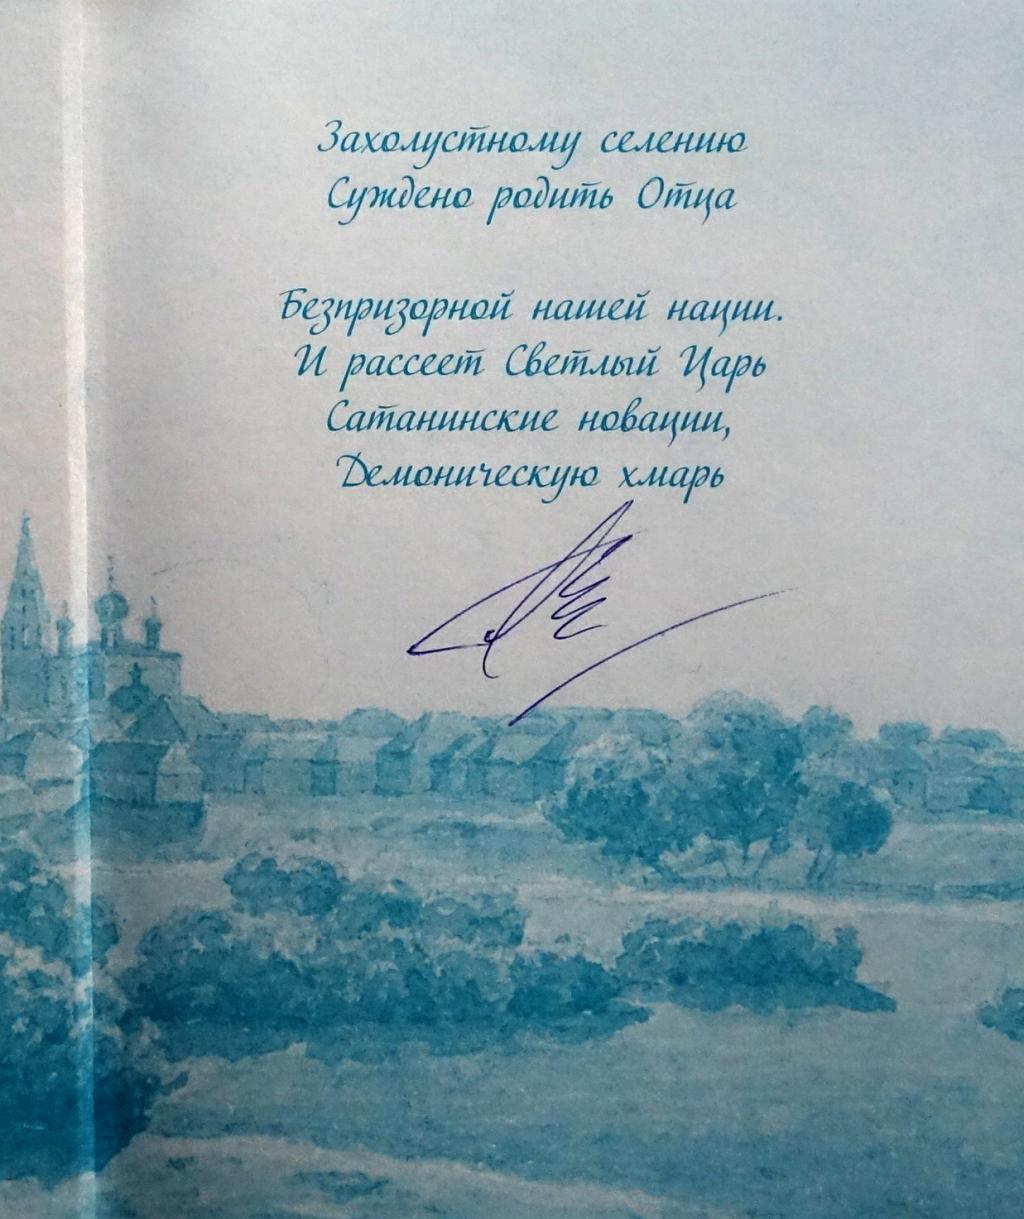 Захолустному селению
Суждено родить Отца
Безпризорной нашей нации.
И рассеет Светлый Царь
Сатанинские новации,
Демоническую хмарь